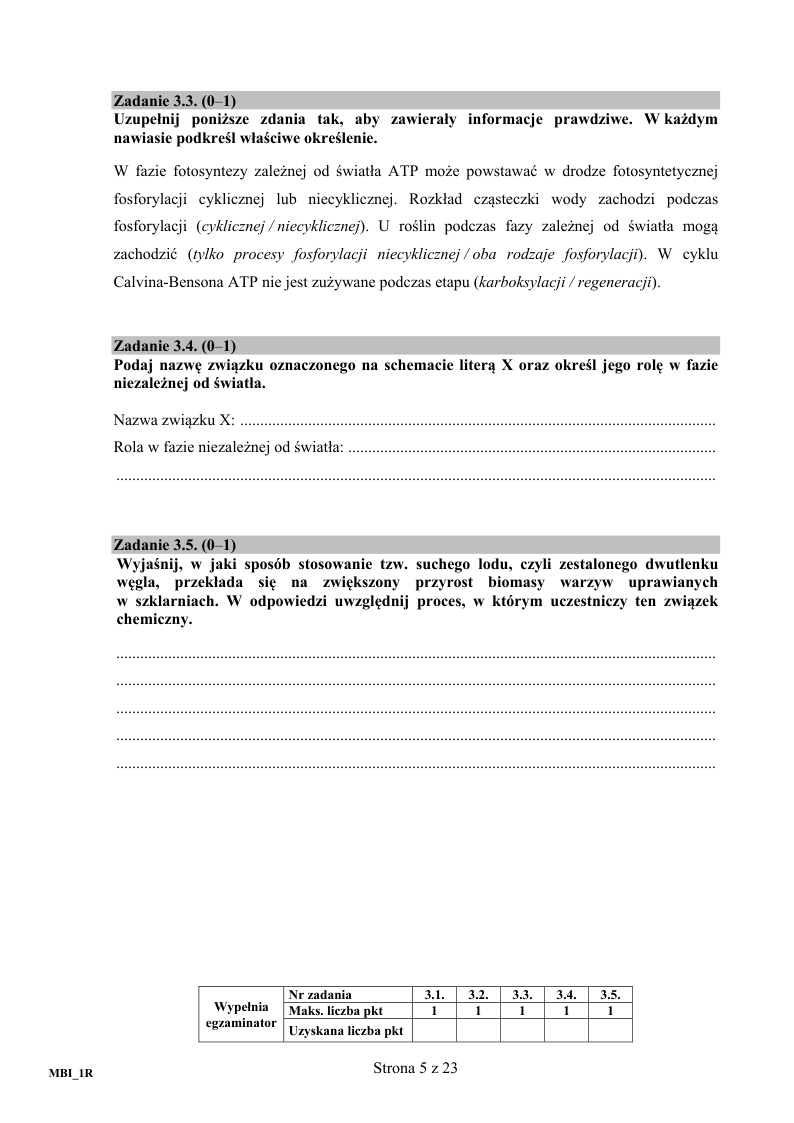 Zadanie 3.3. (0–1)
Uzupełnij poniższe zdania tak, aby zawierały informacje prawdziwe. W każdym
nawiasie podkreśl właściwe określenie.
W fazie fotosyntezy zależnej od światła ATP może powstawać w drodze fotosyntetycznej
fosforylacji cyklicznej lub niecyklicznej. Rozkład cząsteczki wody zachodzi podczas
fosforylacji (cyklicznej / niecyklicznej). U roślin podczas fazy zależnej od światła mogą
zachodzić (tylko procesy fosforylacji niecyklicznej / oba rodzaje fosforylacji). W cyklu
Calvina-Bensona ATP nie jest zużywane podczas etapu (karboksylacji / regeneracji).
Zadanie 3.4. (0–1)
Podaj nazwę związku oznaczonego na schemacie literą X oraz określ jego rolę w fazie
niezależnej od światła.
Nazwa związku X: ........................................................................................................................
Rola w fazie niezależnej od światła: ............................................................................................
......................................................................................................................................................
Zadanie 3.5. (0–1)
Wyjaśnij, w jaki sposób stosowanie tzw. suchego lodu, czyli zestalonego dwutlenku
węgla, przekłada się na zwiększony przyrost biomasy warzyw uprawianych
w szklarniach. W odpowiedzi uwzględnij proces, w którym uczestniczy ten związek
chemiczny.
......................................................................................................................................................
......................................................................................................................................................
......................................................................................................................................................
......................................................................................................................................................
......................................................................................................................................................
Wypełnia egzaminator
Nr zadania 3.1. 3.2. 3.3. 3.4. 3.5.
Maks. liczba pkt 1 1 1 1 1
Uzyskana liczba pkt
MBI_1R
Strona 5 z 23